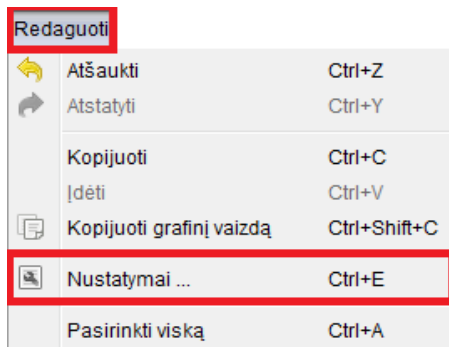 Redaguoti
Atšaukti Ctrl+Z
Atstatyti Ctrl+Y
Kopijuoti Ctrl+C
Įdėti Ctrl+V
Kopijuoti grafinį vaizdą Ctrl+Shift+C
Nustatymai ... Ctrl+E
Pasirinkti viską Ctrl+A